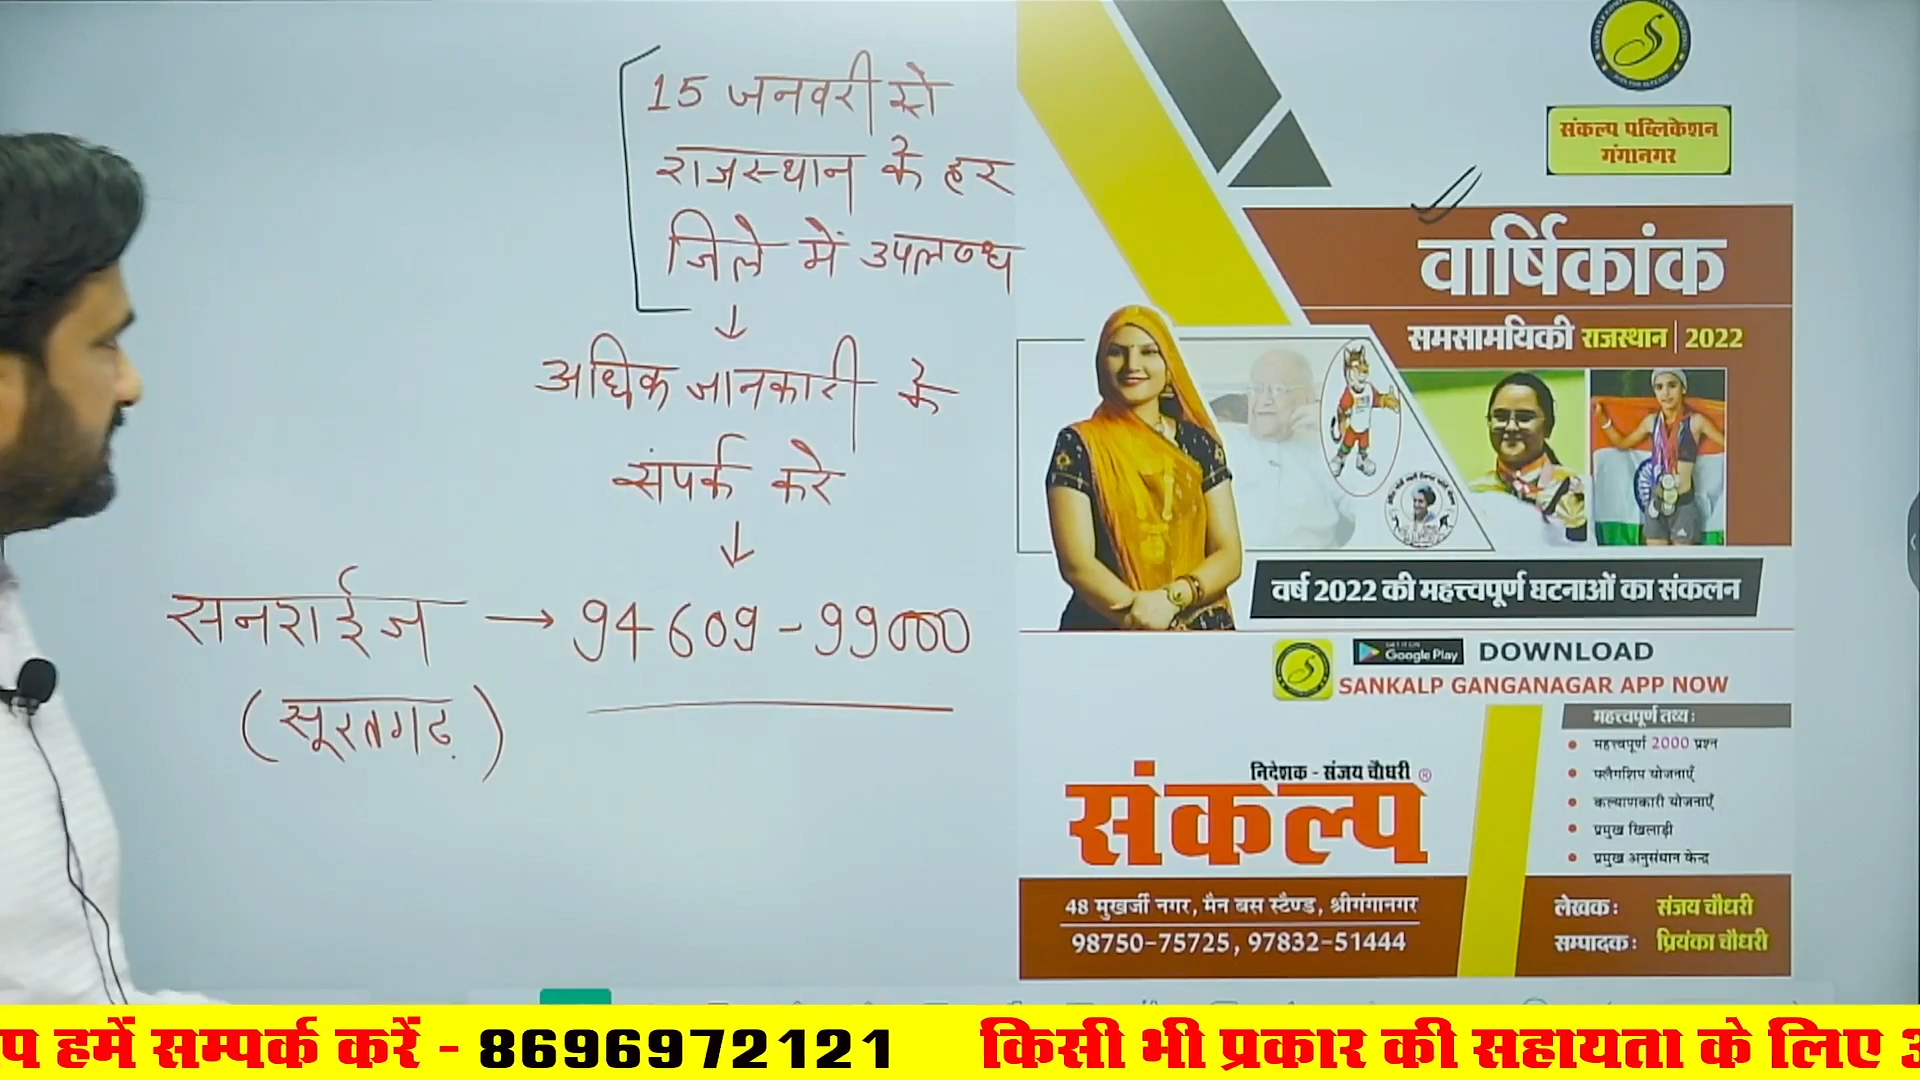 15 जनवरी से
राजस्थान के हर
जिले में उपलब्ध
अधिक जानकारी के
संपर्क करे
सनराईज → 94609-99000
(सूरतगढ़)
संकल्प पब्लिकेशन
गंगानगर
वार्षिकांक
समसामयिकी राजस्थान | 2022
वर्ष 2022 की महत्त्वपूर्ण घटनाओं का संकलन
Google Play DOWNLOAD
SANKALP GANGANAGAR APP NOW
महत्त्वपूर्ण तथ्य :
महत्त्वपूर्ण 2000 प्रश्न
फ्लैगशिप योजनाएँ
कल्याणकारी योजनाएँ
प्रमुख खिलाड़ी
प्रमुख अनुसंधान केन्द्र
निदेशक - संजय चौधरी ®
संकल्प
48 मुखर्जी नगर, मैन बस स्टैण्ड, श्रीगंगानगर
98750-75725, 97832-51444
लेखक : संजय चौधरी
सम्पादक : प्रियंका चौधरी
प हमें सम्पर्क करें - 8696972121 किसी भी प्रकार की सहायता के लिए